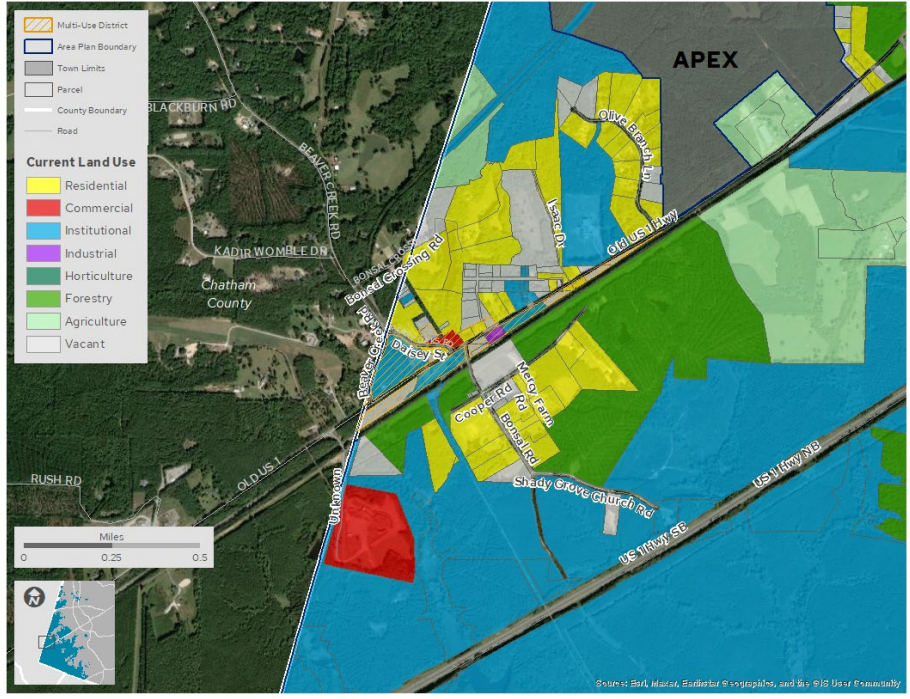 Multi-Use District
Area Plan Boundary
Town Limits
Parcel
County Boundary
Road
Current Land Use
Residential
Commercial
Institutional
Industrial
Horticulture
Forestry
Agriculture
Vacant
APEX
BLACKBURN RD
BEAVER CREEK RD
Olive Branch Ln
Isaac Dr
Old US 1 Hwy
KADIR WOMBLE DR
BONSAL CROSSI
Bonsal Crossing Rd
Chatham
County
Daisey St
Beaver Cre
ek Rd
Mercy Farm
Rd
Cooper Rd
Bonsal Rd
OLD US 1
RUSH RD
Unknown
Shady Grove Church Rd
US 1 Hwy NB
US 1 Hwy SB
Miles
0 0.25 0.5
N
Source: Esri, Maxar, Earthstar Geographics, and the GIS User Community